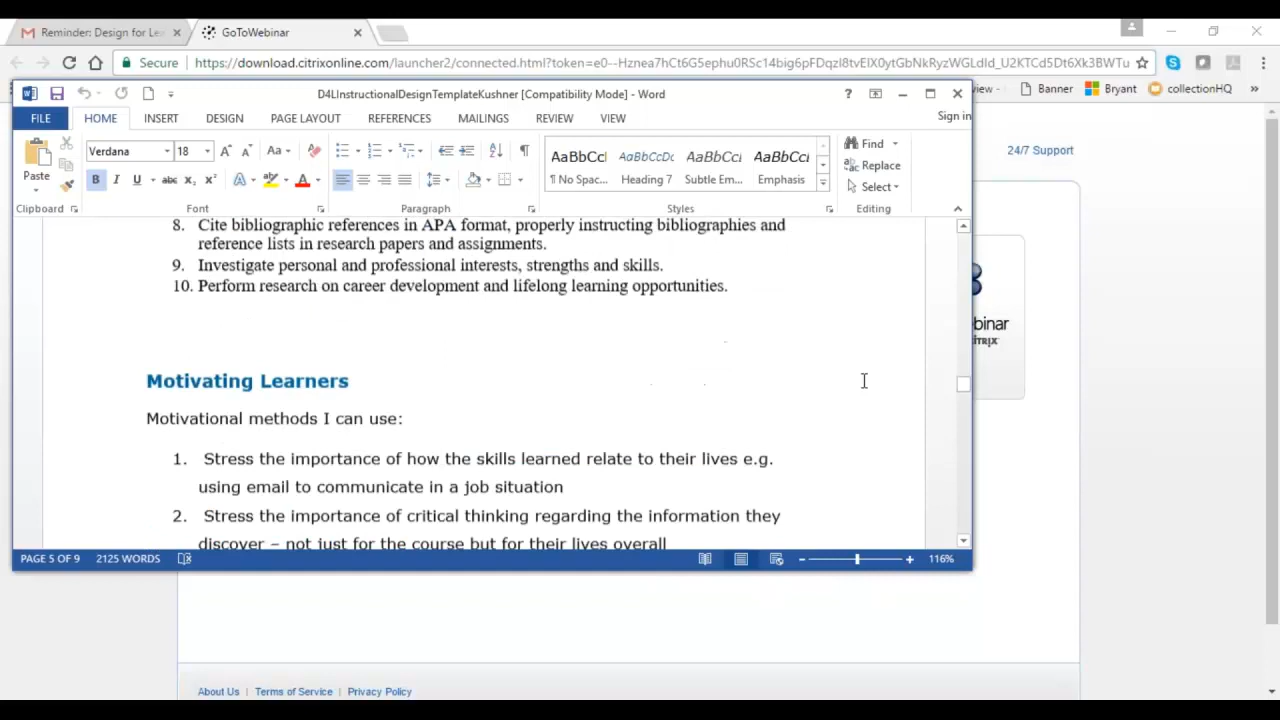 Reminder: Design for Le
GoToWebinar
Secure
https://download.citrixonline.com/launcher2/connected.html?token=e0--Hznea7hCt6G5ephu0RSc14big6pFDqzI8tvEIX0ytGbNkRyzWGLdId_U2KTCd5Dt6Xk3BWTu
D4LInstructionalDesignTemplateKushner [Compatibility Mode] - Word
view -
Banner
Bryant
collectionHQ
FILE HOME INSERT DESIGN PAGE LAYOUT REFERENCES MAILINGS REVIEW VIEW
Sign in
Paste
Verdana 18
AaBbCcI AaBbCcDc AaBbCcI AaBbCcI
¶ No Spac... Heading 7 Subtle Em... Emphasis
Find
Replace
Select
Clipboard Font Paragraph Styles Editing
24/7 Support
8. Cite bibliographic references in APA format, properly instructing bibliographies and
reference lists in research papers and assignments.
9. Investigate personal and professional interests, strengths and skills.
10. Perform research on career development and lifelong learning opportunities.
binar
Motivating Learners
Motivational methods I can use:
1. Stress the importance of how the skills learned relate to their lives e.g.
using email to communicate in a job situation
2. Stress the importance of critical thinking regarding the information they
discover – not just for the course but for their lives overall
PAGE 5 OF 9 2125 WORDS
116%
About Us | Terms of Service | Privacy Policy